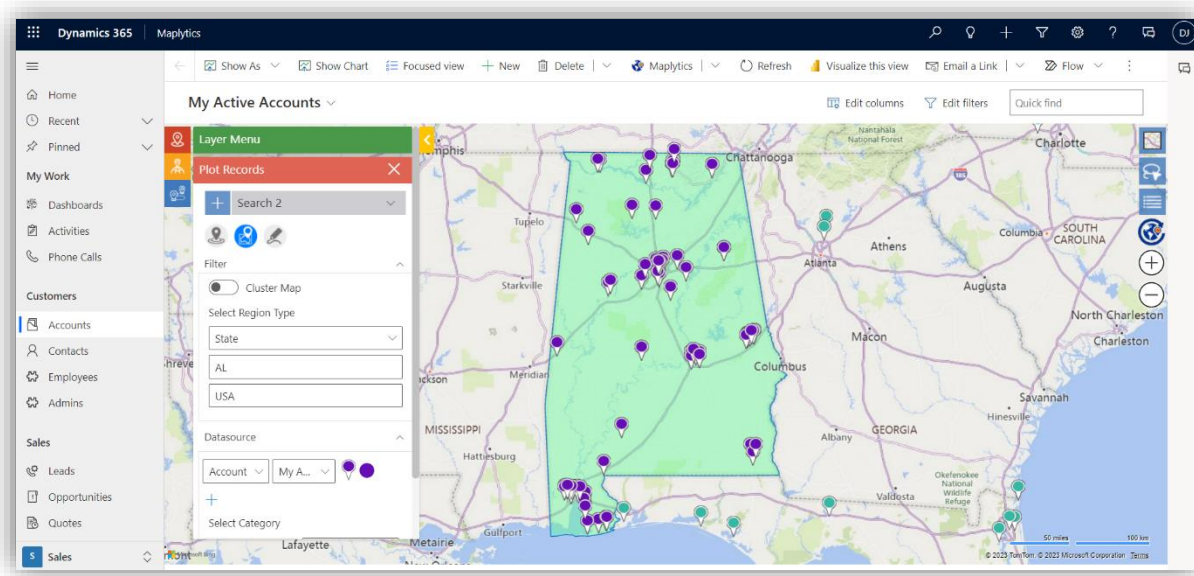 Dynamics 365 Maplytics DJ
Show As Show Chart Focused view New Delete Maplytics Refresh Visualize this view Email a Link Flow
Home
Recent
Pinned
My Work
Dashboards
Activities
Phone Calls
Customers
Accounts
Contacts
Employees
Admins
Sales
Leads
Opportunities
Quotes
S Sales
My Active Accounts Edit columns Edit filters Quick find
Layer Menu
Plot Records
Search 2
Filter
Cluster Map
Select Region Type
State
AL
USA
Datasource
Account My A...
Select Category
Nantahala
National Forest
Charlotte
Chattanooga
Tupelo
Athens
Columbia
SOUTH
CAROLINA
Atlanta
Starkville
Augusta
North Charleston
Charleston
Macon
Meridian
Columbus
Savannah
Hinesville
MISSISSIPPI
GEORGIA
Albany
Hattiesburg
Okefenokee
National
Wildlife
Refuge
Valdosta
Gulfport
Lafayette
Metairie
50 miles 100 km
© 2023 TomTom, © 2023 Microsoft Corporation Terms